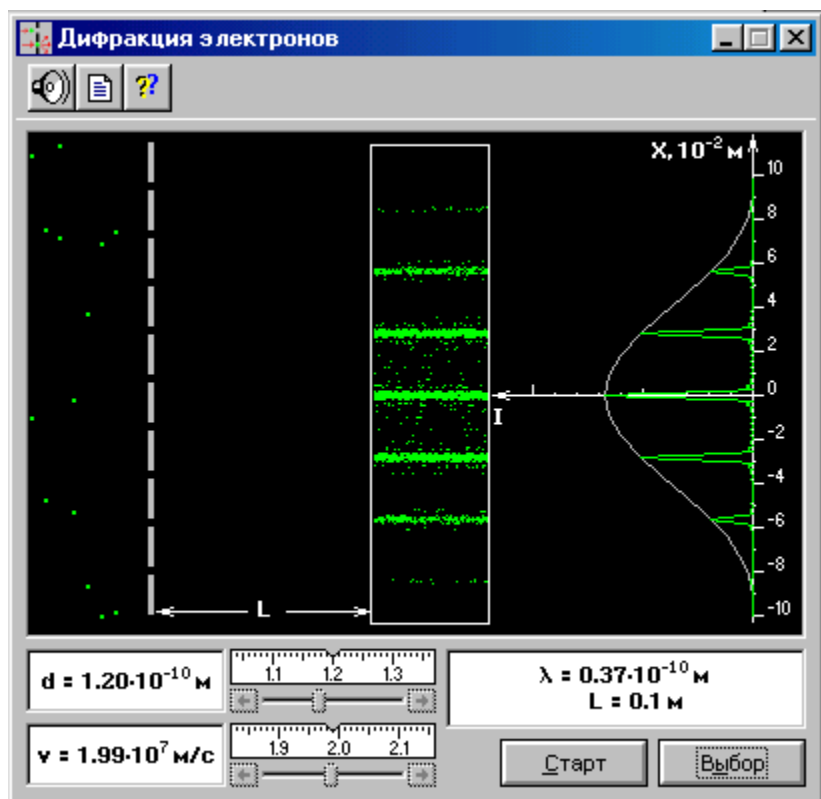 Дифракция электронов
??
X, 10⁻² м
10
8
6
4
2
0
I
-2
-4
-6
-8
L
-10
d = 1.20·10⁻¹⁰ м
1.1 1.2 1.3
λ = 0.37·10⁻¹⁰ м
L = 0.1 м
v = 1.99·10⁷ м/с
1.9 2.0 2.1
Старт
Выбор